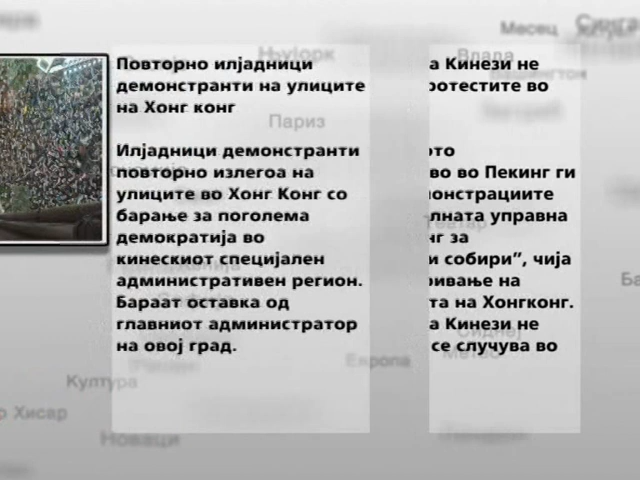 Повторно илјадници
демонстранти на улиците
на Хонг конг
Илјадници демонстранти
повторно излегоа на
улиците во Хонг Конг со
барање за поголема
демократија во
кинескиот специјален
административен регион.
Бараат оставка од
главниот администратор
на овој град.
а Кинези не
ротестите во
ото
во во Пекинг ги
монстрациите
лната управна
нг за
и собири”, чија
ривање на
та на Хонгконг.
а Кинези не
се случува во
Месец
Њујорк
Влада
Вашингтон
Париз
Европа
Култура
Хисар
Новаци
Сиднеј